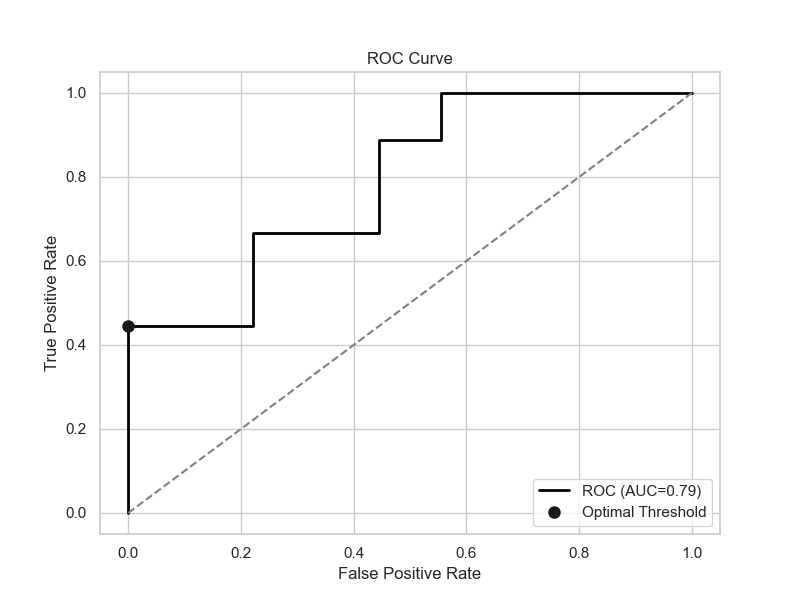 ROC Curve
1.0
0.8
0.6
0.4
0.2
0.0
True Positive Rate
0.0 0.2 0.4 0.6 0.8 1.0
False Positive Rate
ROC (AUC=0.79)
Optimal Threshold